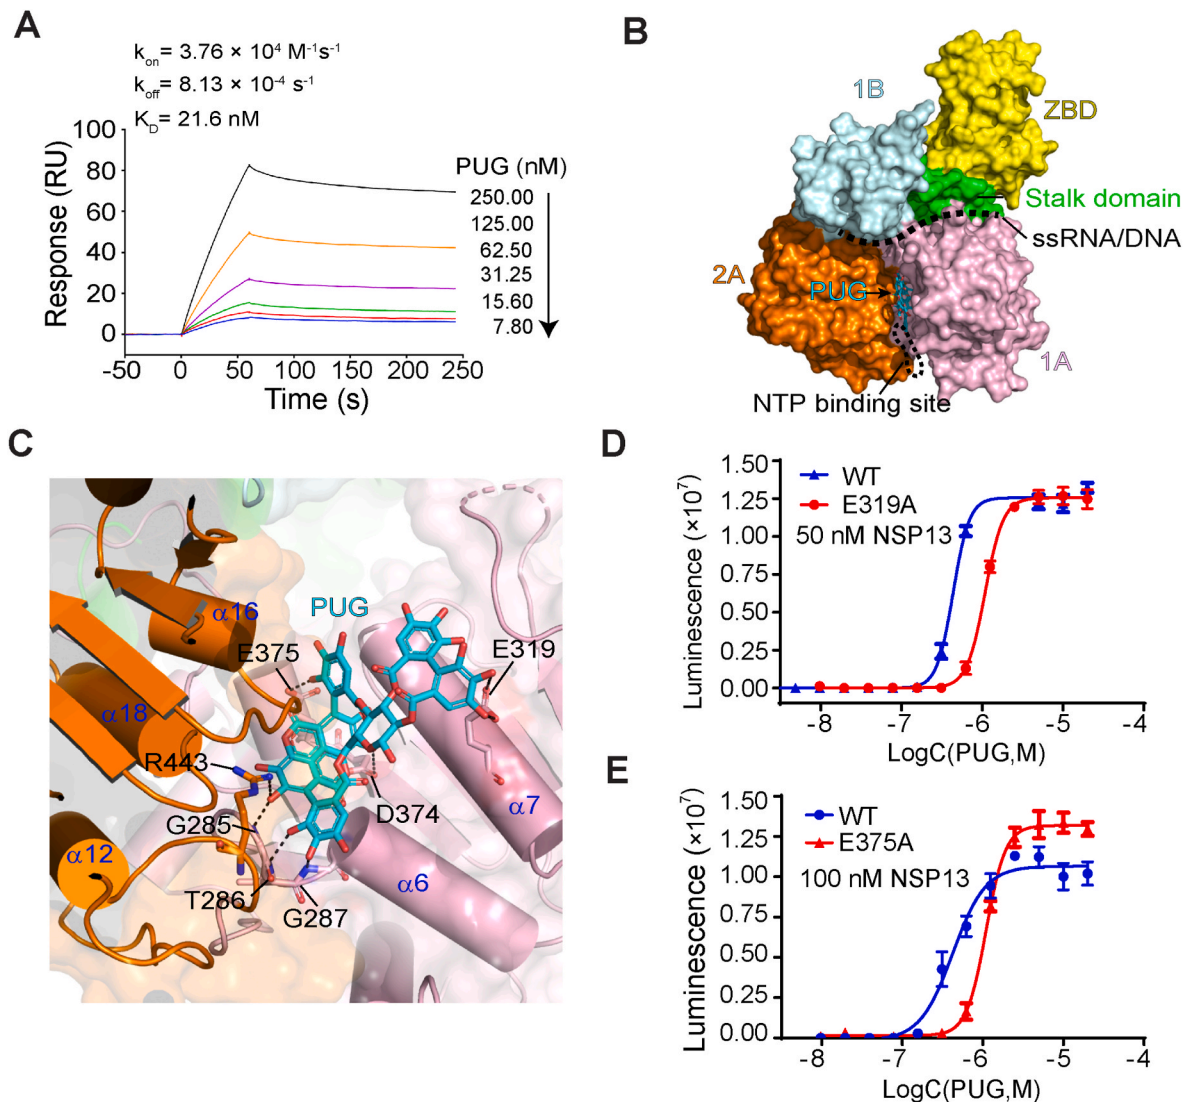 A
kon= 3.76 × 10⁴ M⁻¹s⁻¹
koff= 8.13 × 10⁻⁴ s⁻¹
KD= 21.6 nM
Response (RU)
100
80
60
40
20
0
-50 0 50 100 150 200 250
Time (s)
PUG (nM)
250.00
125.00
62.50
31.25
15.60
7.80
B
1B
ZBD
Stalk domain
ssRNA/DNA
2A
PUG
1A
NTP binding site
C
α16
PUG
E375
E319
α18
R443
D374
α7
G285
α12
α6
T286
G287
D
Luminescence (×10⁷)
1.50
1.25
1.00
0.75
0.50
0.25
0.00
WT
E319A
50 nM NSP13
-8 -7 -6 -5 -4
LogC(PUG,M)
E
Luminescence (×10⁷)
1.50
1.25
1.00
0.75
0.50
0.25
0.00
WT
E375A
100 nM NSP13
-8 -7 -6 -5 -4
LogC(PUG,M)